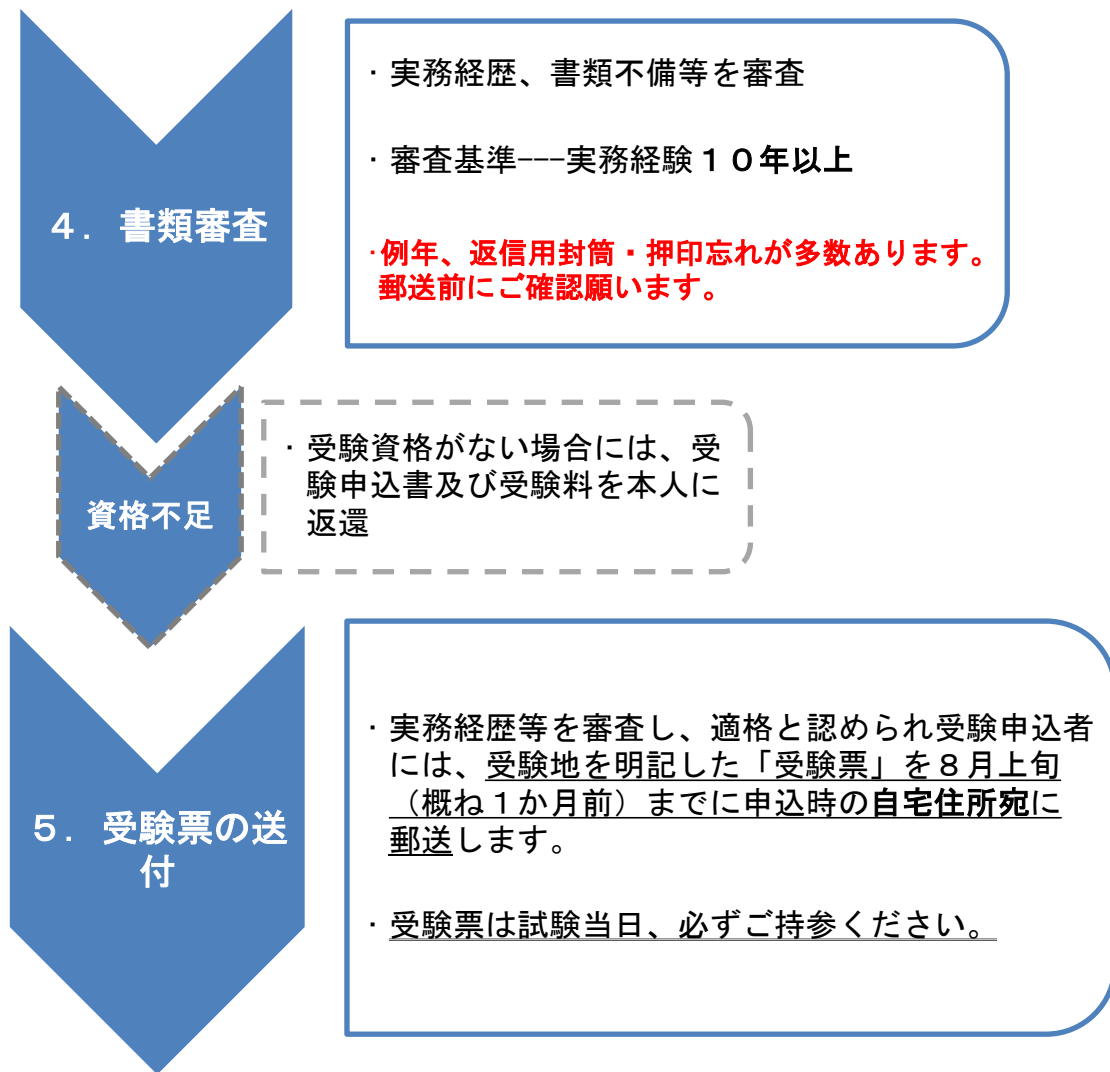 ４．書類審査
・実務経歴、書類不備等を審査
・審査基準---実務経験１０年以上
・例年、返信用封筒・押印忘れが多数あります。
郵送前にご確認願います。
資格不足
・受験資格がない場合には、受
験申込書及び受験料を本人に
返還
５．受験票の送
付
・実務経歴等を審査し、適格と認められ受験申込者
には、受験地を明記した「受験票」を８月上旬
（概ね１か月前）までに申込時の自宅住所宛に
郵送します。
・受験票は試験当日、必ずご持参ください。